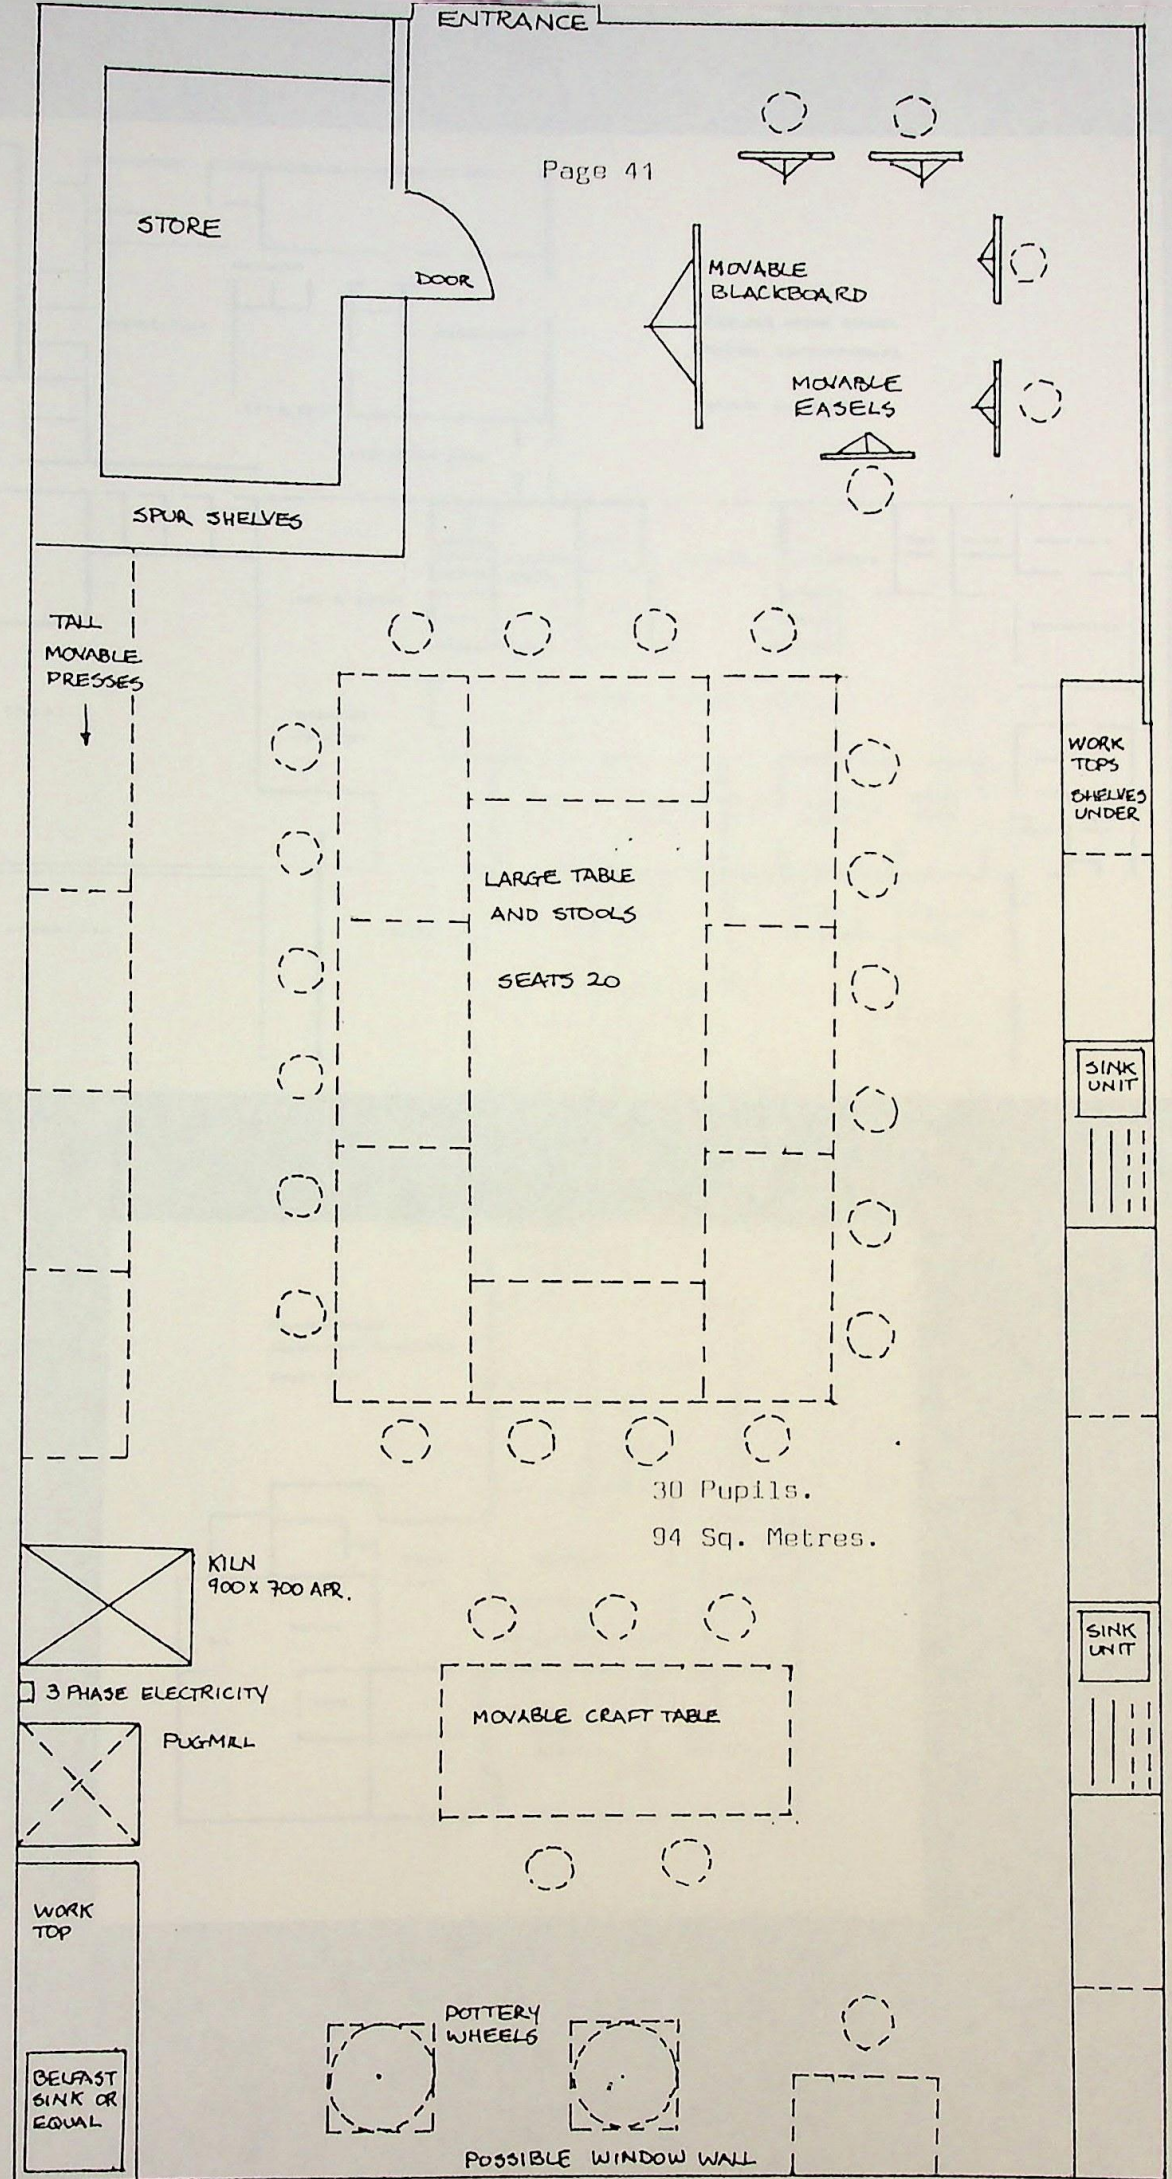 ENTRANCE
Page 41
STORE
DOOR
MOVABLE
BLACKBOARD
MOVABLE
EASELS
SPUR SHELVES
TALL
MOVABLE
PRESSES
WORK
TOPS
SHELVES
UNDER
LARGE TABLE
AND STOOLS
SEATS 20
SINK
UNIT
30 Pupils.
94 Sq. Metres.
KILN
900 X 700 APR.
SINK
UNIT
3 PHASE ELECTRICITY
MOVABLE CRAFT TABLE
PUGMILL
WORK
TOP
POTTERY
WHEELS
BELFAST
SINK OR
EQUAL
POSSIBLE WINDOW WALL